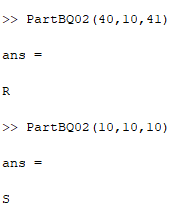 >> PartBQ02(40,10,41)
ans =
R
>> PartBQ02(10,10,10)
ans =
S